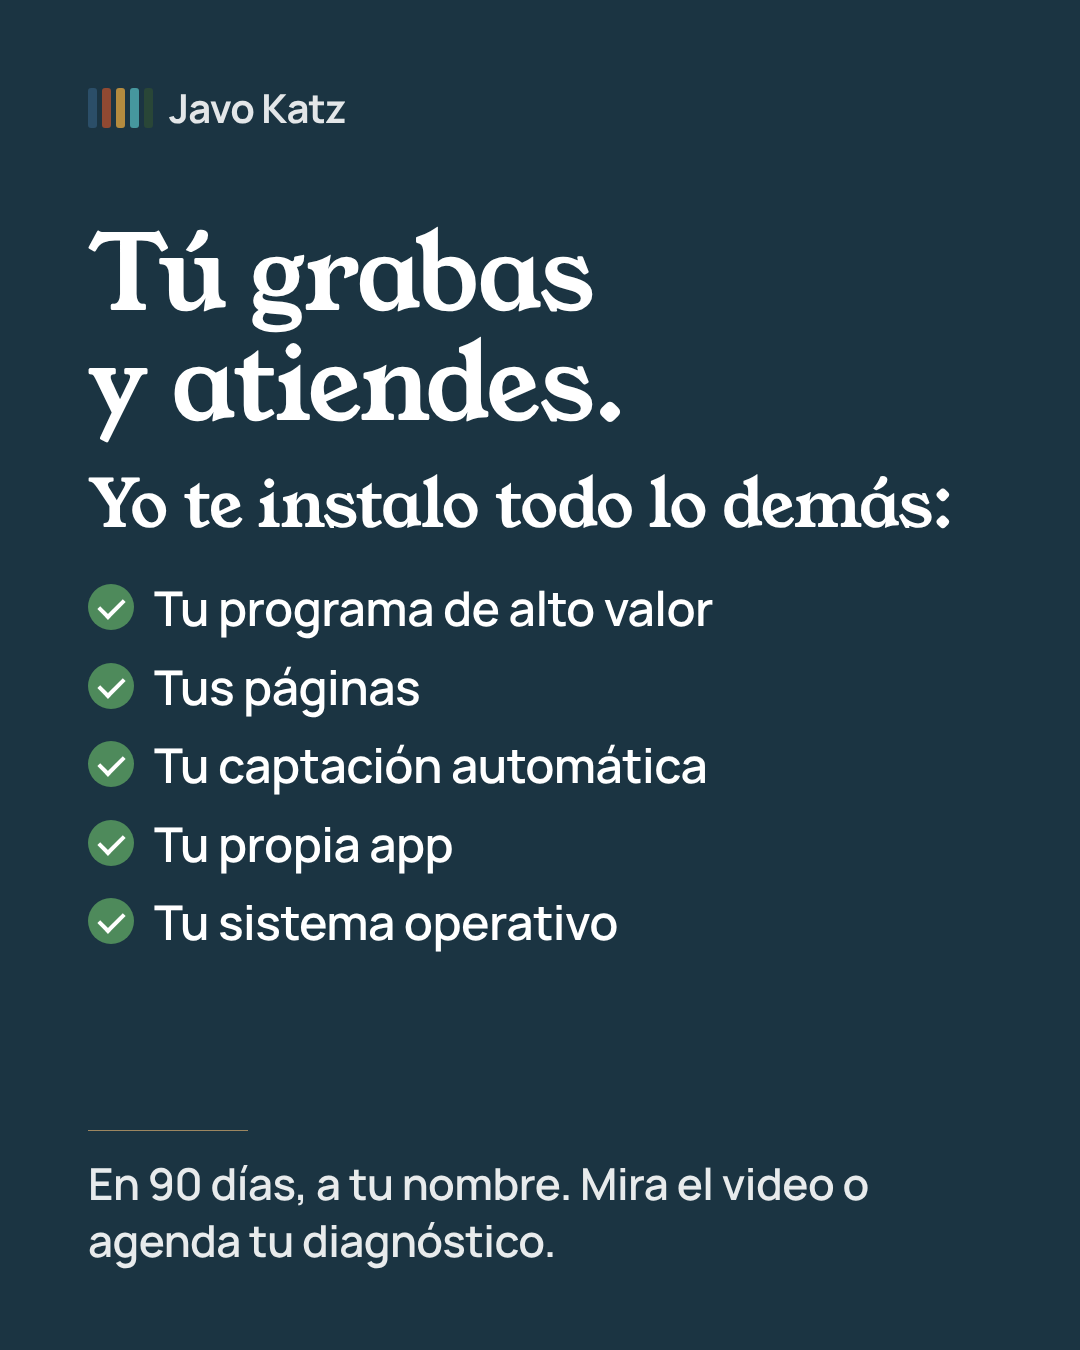 Javo Katz
Tú grabas
y atiendes.
Yo te instalo todo lo demás:
Tu programa de alto valor
Tus páginas
Tu captación automática
Tu propia app
Tu sistema operativo
En 90 días, a tu nombre. Mira el video o
agenda tu diagnóstico.